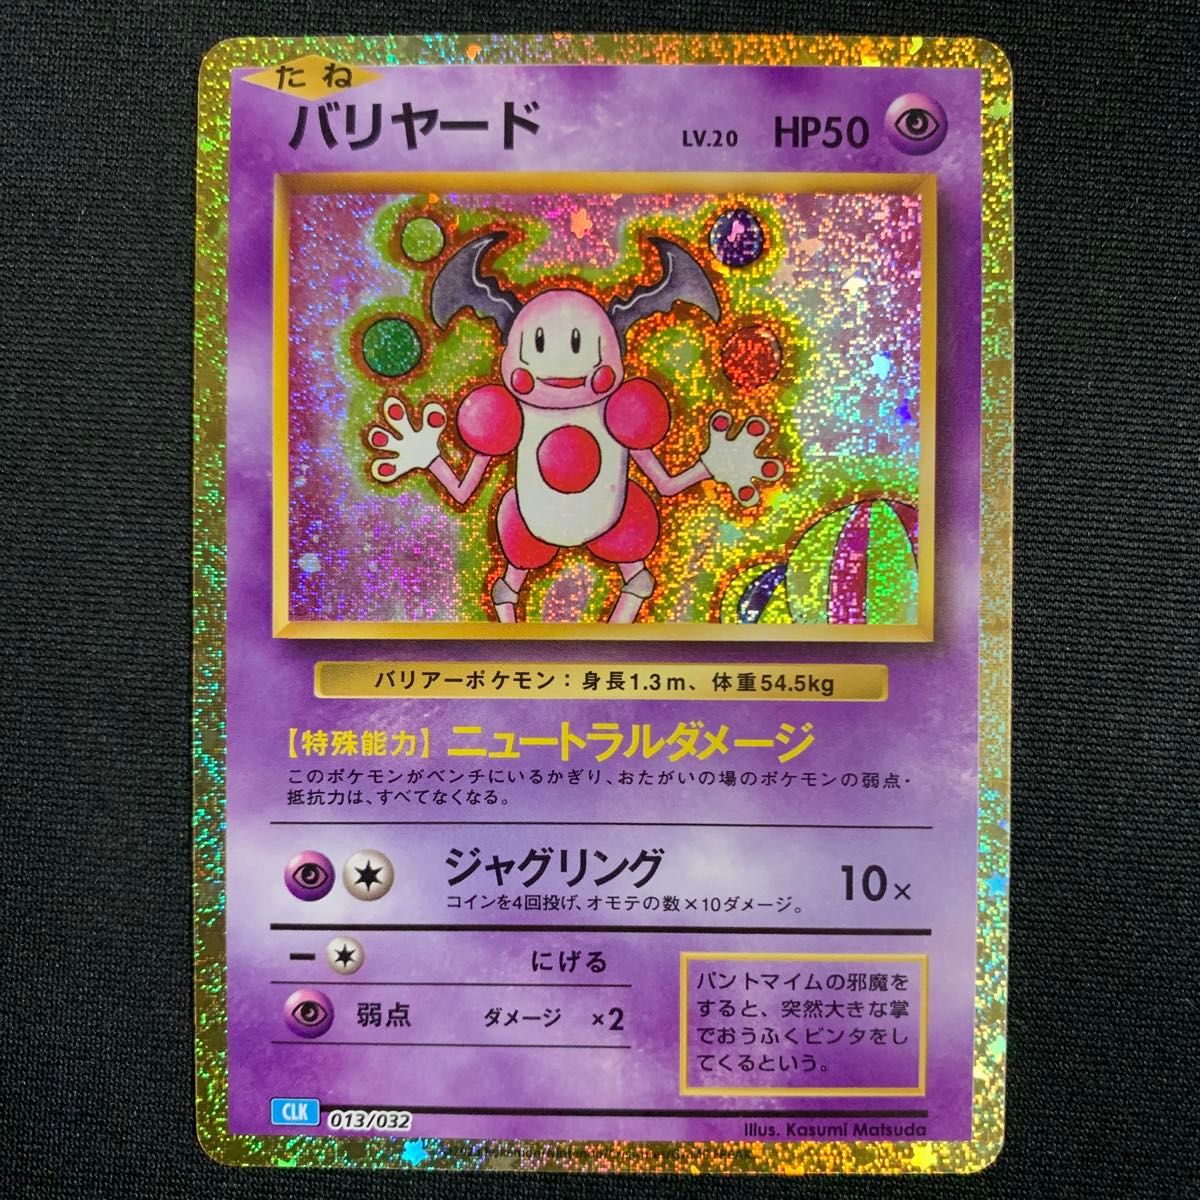 たね
バリヤード
LV.20 HP50
バリアーポケモン：身長1.3m、体重54.5kg
【特殊能力】ニュートラルダメージ
このポケモンがベンチにいるかぎり、おたがいの場のポケモンの弱点・
抵抗力は、すべてなくなる。
ジャグリング 10×
コインを4回投げ、オモテの数×10ダメージ。
にげる
弱点 ダメージ ×2
パントマイムの邪魔を
すると、突然大きな掌
でおうふくビンタをし
てくるという。
CLK 013/032
Illus. Kasumi Matsuda